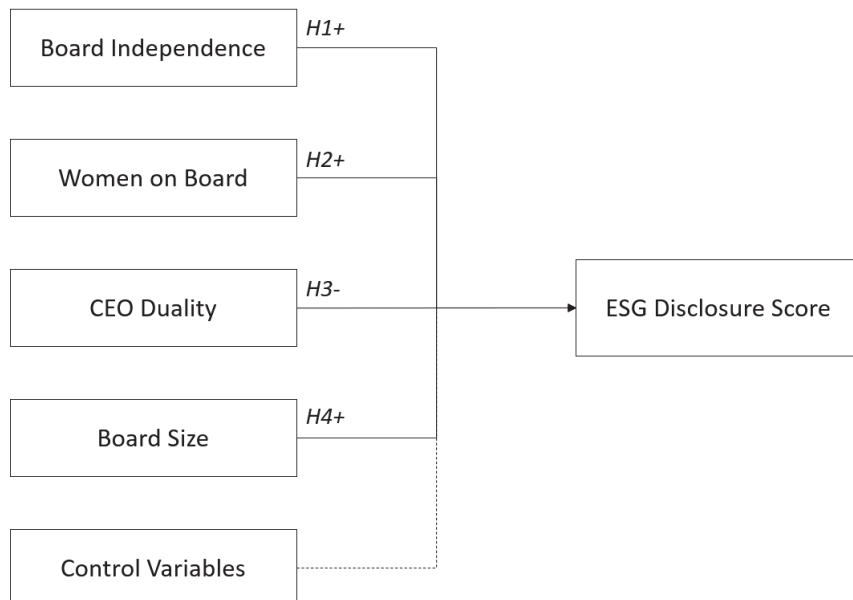 H1+
Board Independence
H2+
Women on Board
H3-
CEO Duality
ESG Disclosure Score
H4+
Board Size
Control Variables